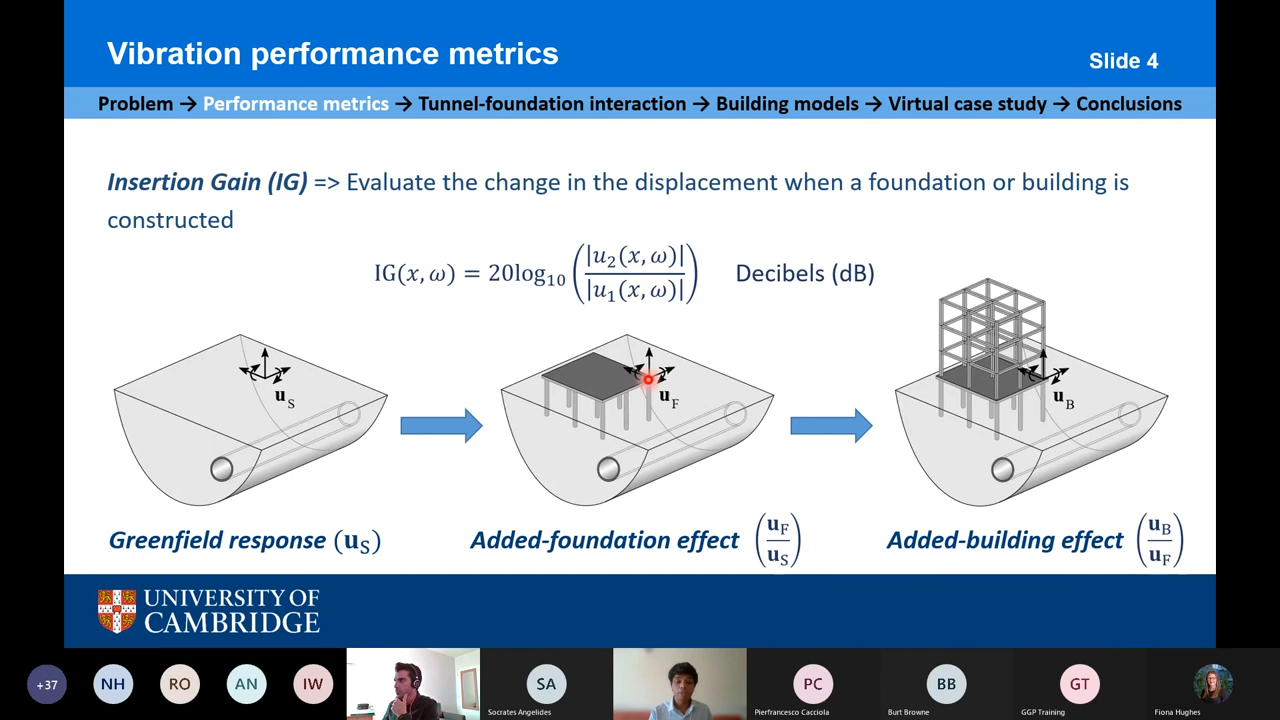 Vibration performance metrics
Slide 4
Problem → Performance metrics → Tunnel-foundation interaction → Building models → Virtual case study → Conclusions
Insertion Gain (IG) => Evaluate the change in the displacement when a foundation or building is
constructed
IG(x, ω) = 20log₁₀ (|u₂(x, ω)| / |u₁(x, ω)|) Decibels (dB)
u_S
u_F
u_B
Greenfield response (u_S)
Added-foundation effect (u_F / u_S)
Added-building effect (u_B / u_F)
UNIVERSITY OF
CAMBRIDGE
+37
NH
RO
AN
IW
SA
Socrates Angelides
PC
Pierfrancesco Cacciola
BB
Burt Browne
GT
GGP Training
Fiona Hughes